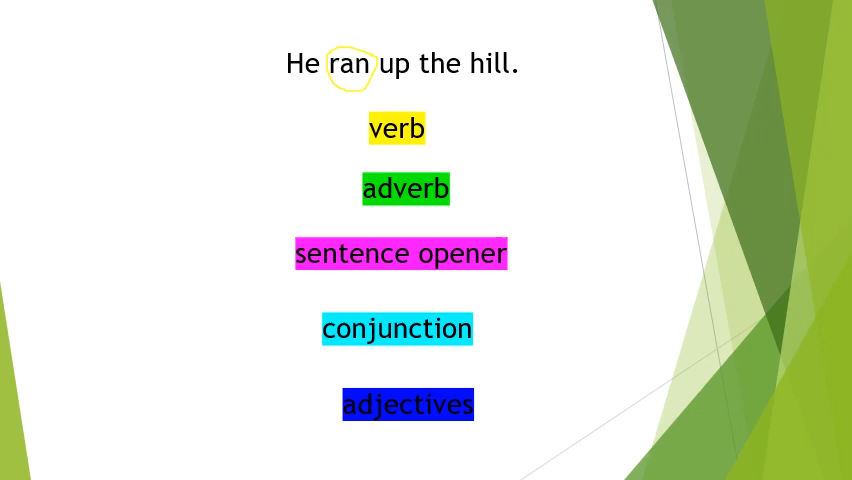 He ran up the hill.
verb
adverb
sentence opener
conjunction
adjectives